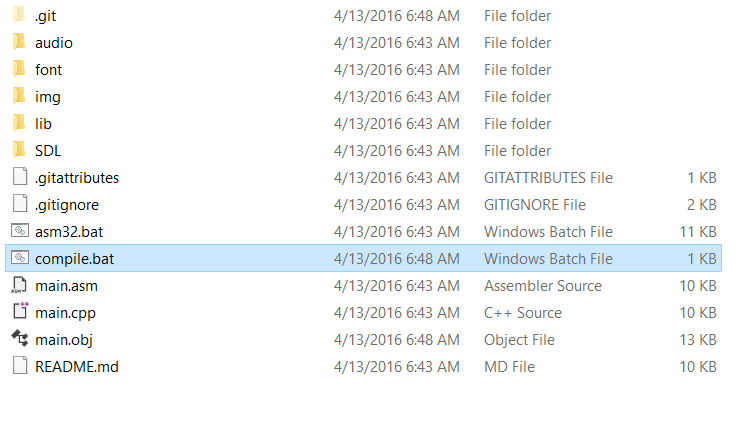 .git 4/13/2016 6:48 AM File folder
audio 4/13/2016 6:43 AM File folder
font 4/13/2016 6:43 AM File folder
img 4/13/2016 6:43 AM File folder
lib 4/13/2016 6:43 AM File folder
SDL 4/13/2016 6:43 AM File folder
.gitattributes 4/13/2016 6:43 AM GITATTRIBUTES File 1 KB
.gitignore 4/13/2016 6:43 AM GITIGNORE File 2 KB
asm32.bat 4/13/2016 6:43 AM Windows Batch File 11 KB
compile.bat 4/13/2016 6:48 AM Windows Batch File 1 KB
ASM main.asm 4/13/2016 6:43 AM Assembler Source 10 KB
main.cpp 4/13/2016 6:43 AM C++ Source 10 KB
main.obj 4/13/2016 6:48 AM Object File 13 KB
README.md 4/13/2016 6:43 AM MD File 10 KB